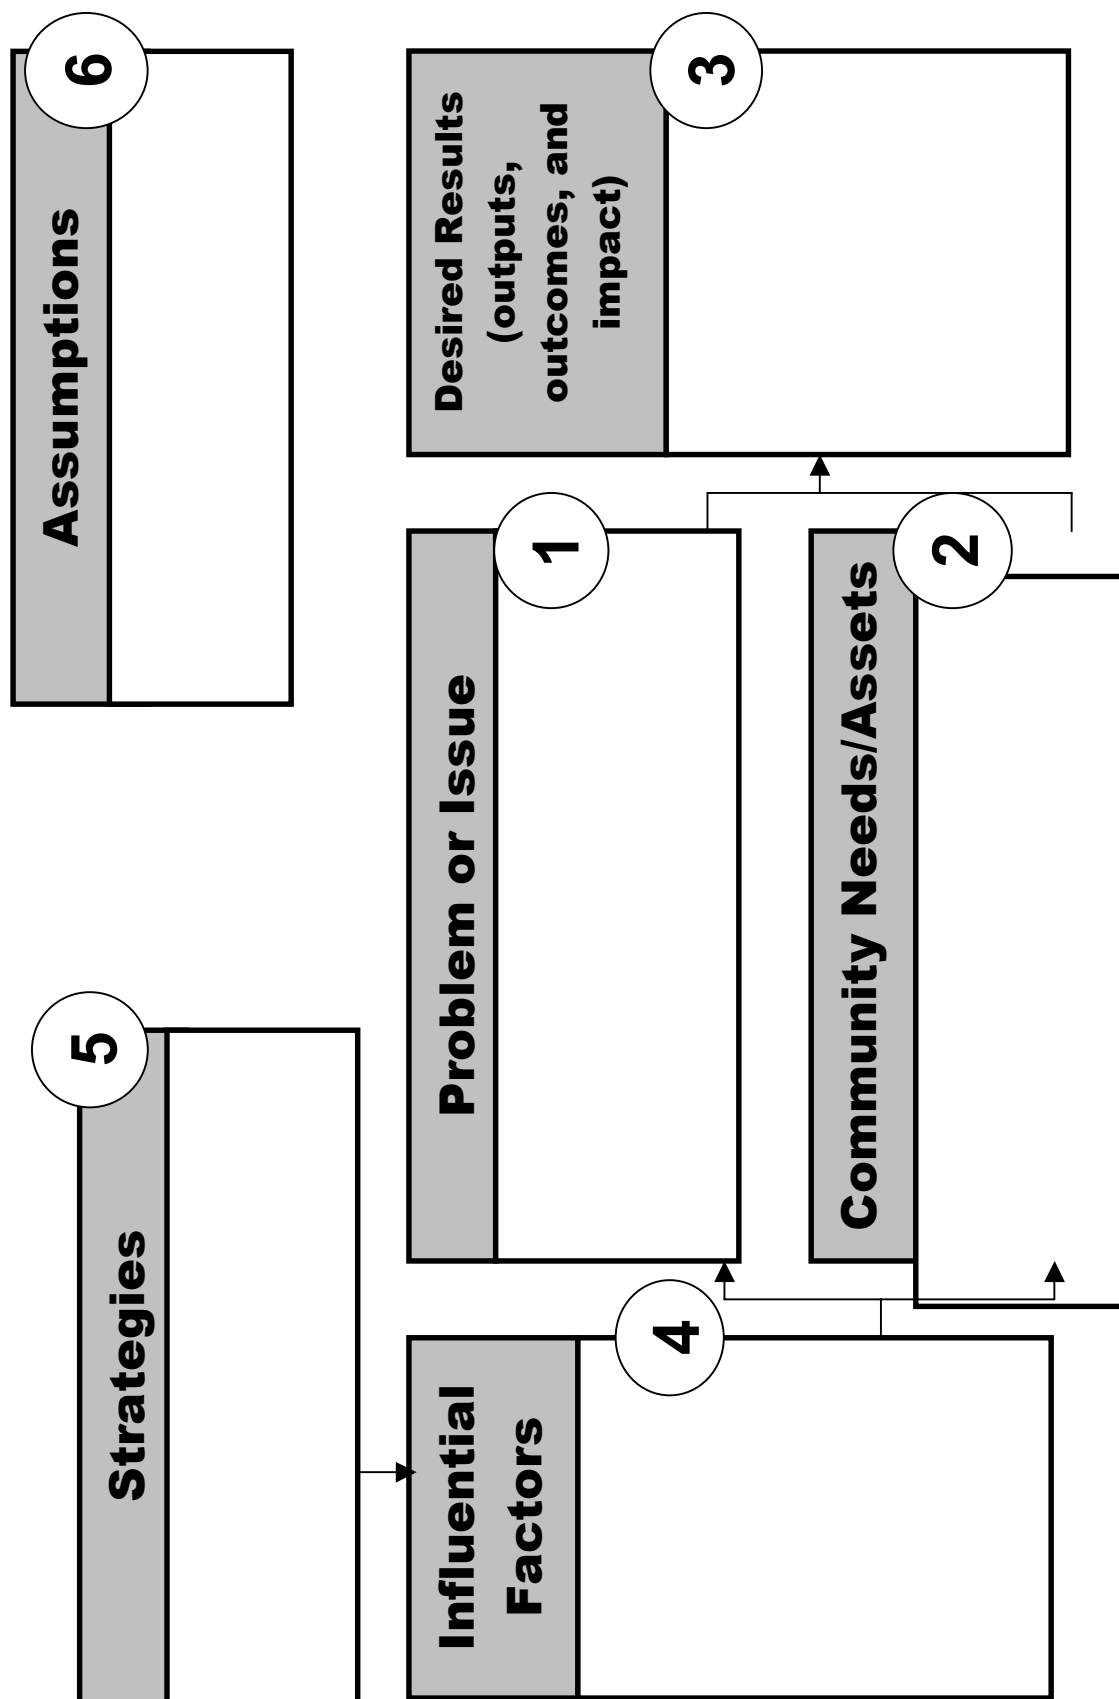 6
Assumptions
5
Strategies
3
Desired Results
(outputs,
outcomes, and
impact)
1
Problem or Issue
2
Community Needs/Assets
4
Influential
Factors